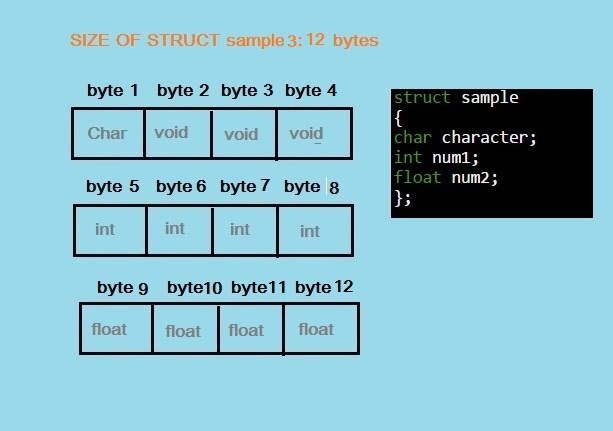 SIZE OF STRUCT sample3: 12 bytes
byte 1 byte 2 byte 3 byte 4
Char void void void
byte 5 byte 6 byte 7 byte 8
int int int int
byte 9 byte10 byte11 byte 12
float float float float
struct sample
{
char character;
int num1;
float num2;
};